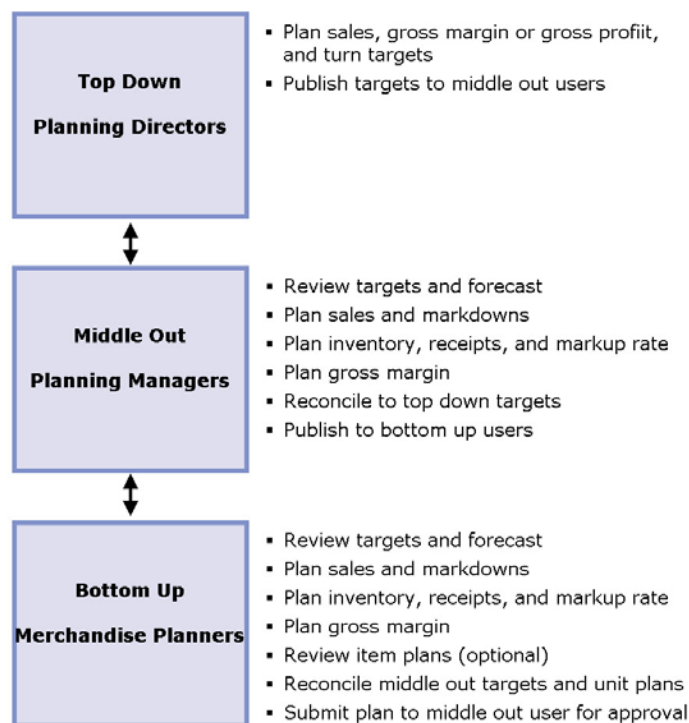 Top Down
Planning Directors
▪ Plan sales, gross margin or gross profiit,
and turn targets
▪ Publish targets to middle out users
Middle Out
Planning Managers
▪ Review targets and forecast
▪ Plan sales and markdowns
▪ Plan inventory, receipts, and markup rate
▪ Plan gross margin
▪ Reconcile to top down targets
▪ Publish to bottom up users
Bottom Up
Merchandise Planners
▪ Review targets and forecast
▪ Plan sales and markdowns
▪ Plan inventory, receipts, and markup rate
▪ Plan gross margin
▪ Review item plans (optional)
▪ Reconcile middle out targets and unit plans
▪ Submit plan to middle out user for approval